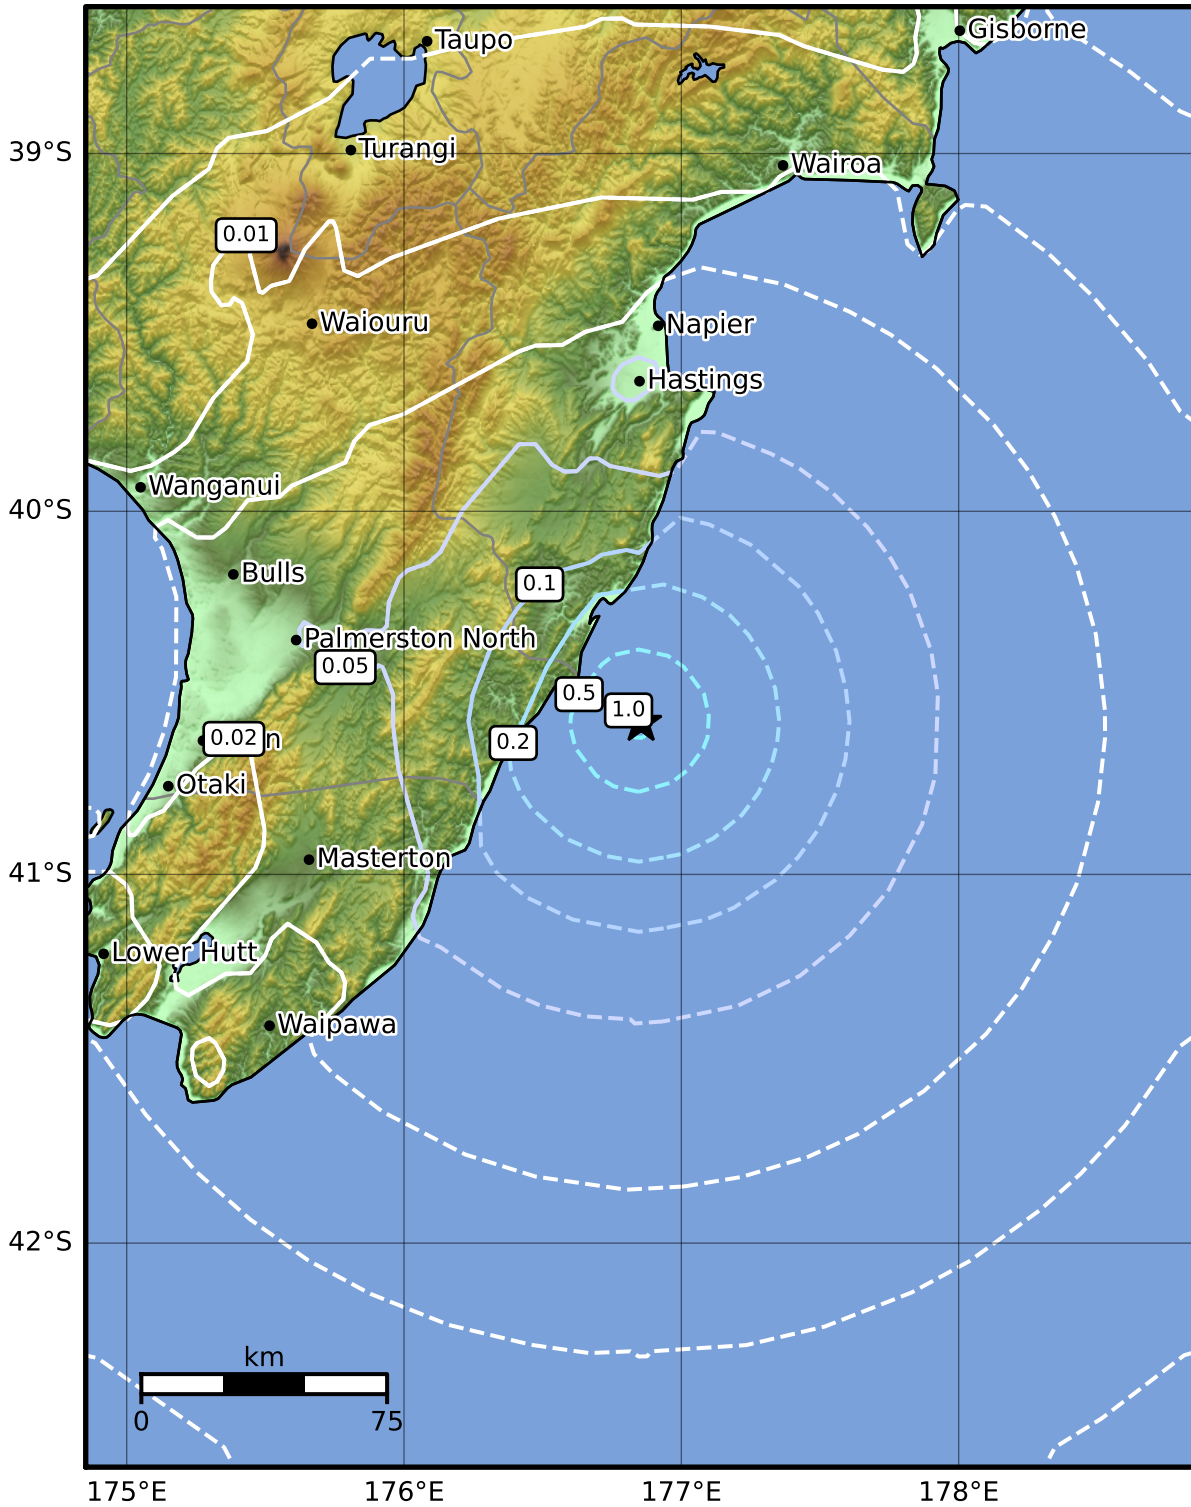 Gisborne
Taupo
39°S
Turangi
Wairoa
0.01
Waiouru
Napier
Hastings
Wanganui
40°S
Bulls
0.1
Palmerston North
0.05
0.5
1.0
0.02
n
0.2
Otaki
Masterton
41°S
Lower Hutt
Waipawa
42°S
km
0
75
175°E
176°E
177°E
178°E